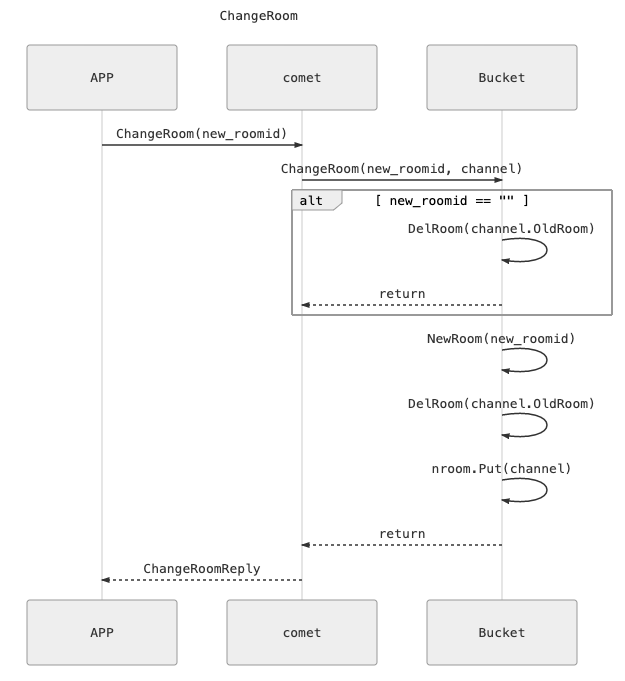 ChangeRoom
APP
comet
Bucket
ChangeRoom(new_roomid)
ChangeRoom(new_roomid, channel)
alt
[ new_roomid == "" ]
DelRoom(channel.OldRoom)
return
NewRoom(new_roomid)
DelRoom(channel.OldRoom)
nroom.Put(channel)
return
ChangeRoomReply
APP
comet
Bucket